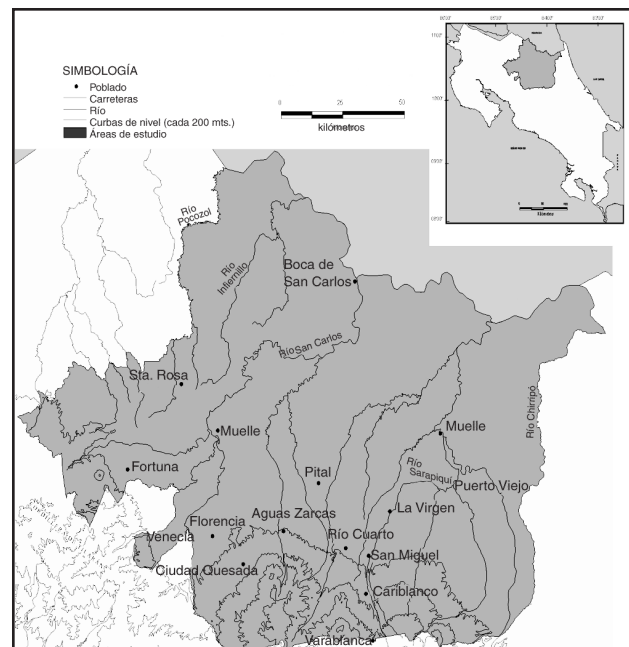 SIMBOLOGÍA
Poblado
Carreteras
Río
Curbas de nivel (cada 200 mts.)
Áreas de estudio
0 25 50
kilómetros
Río
Pocozol
Río
Infiernillo
Boca de
San Carlos
Río San Carlos
Sta. Rosa
Muelle
Muelle
Río Chirripó
Fortuna
Pital
Río
Sarapiquí
Puerto Viejo
Aguas Zarcas
La Virgen
Florencia
Venecia
Río Cuarto
San Miguel
Ciudad Quesada
Cariblanco
Varablanca